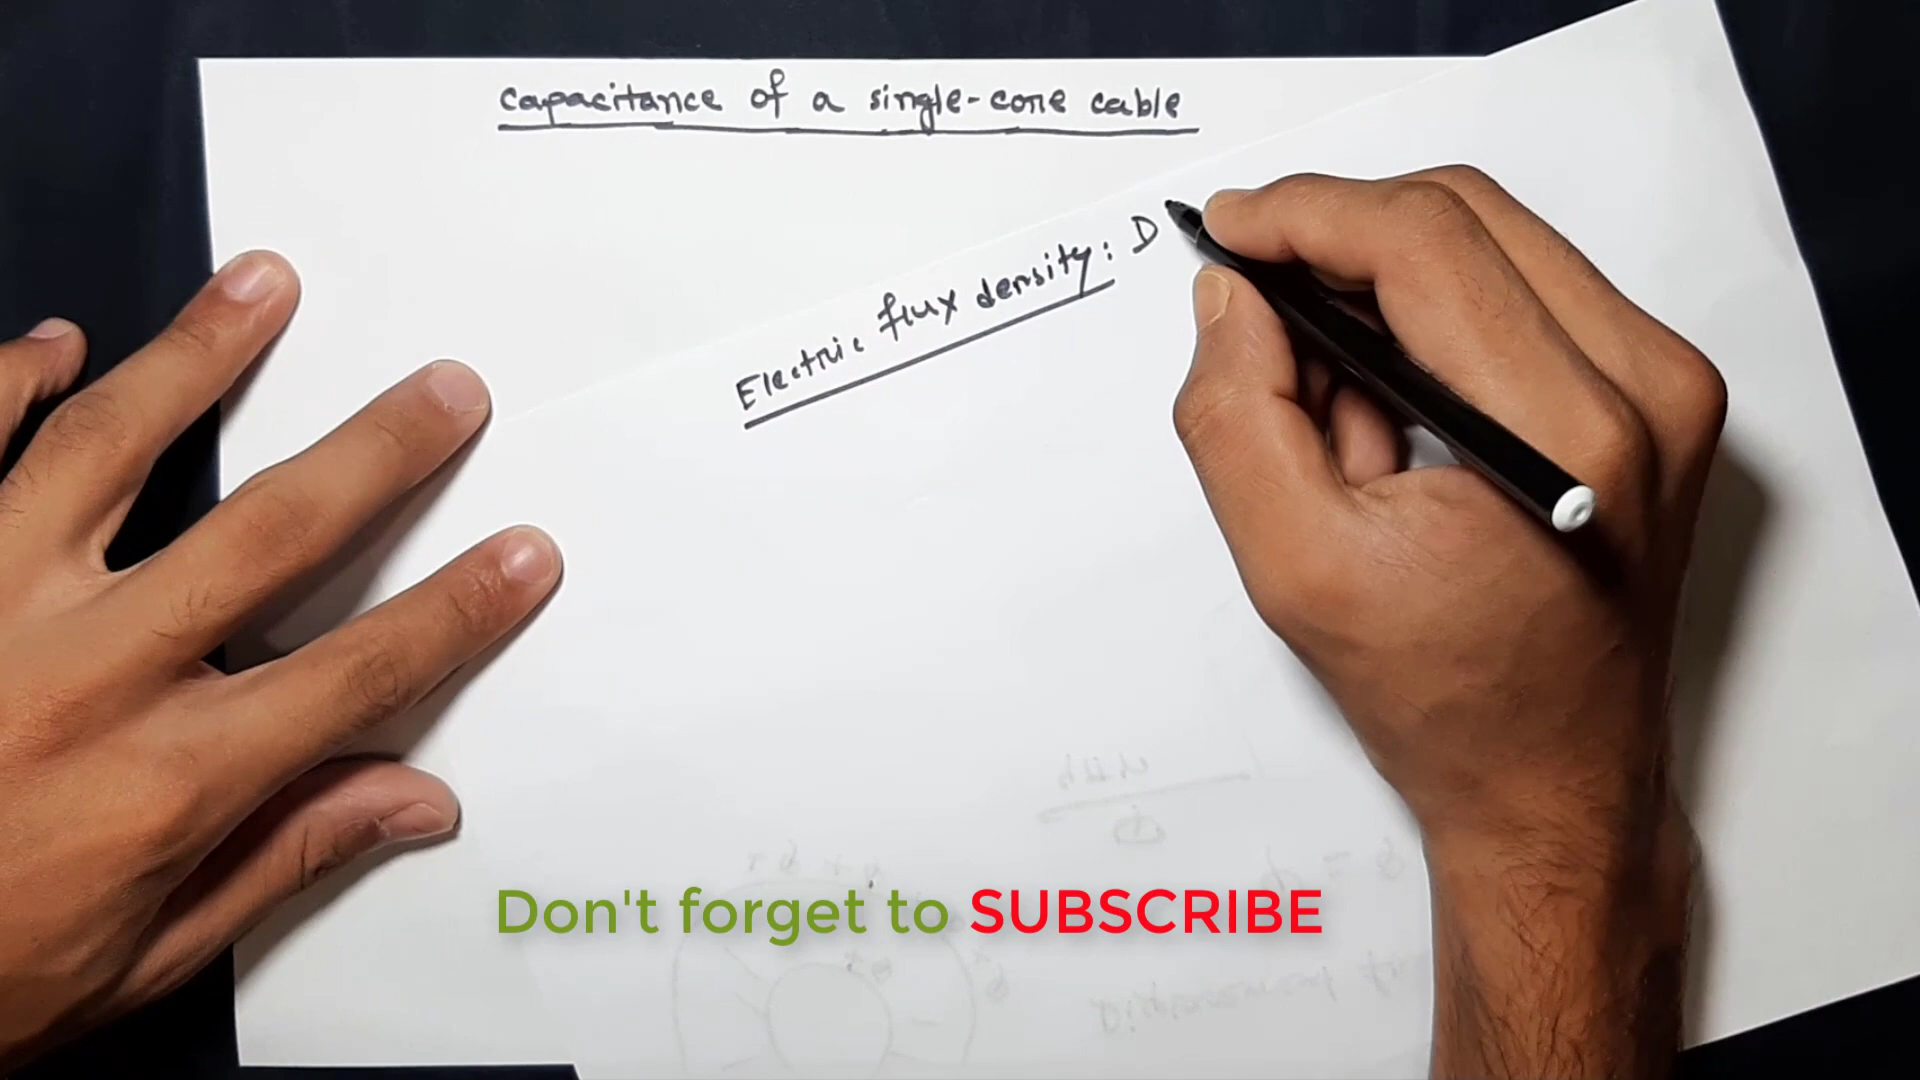 capacitance of a single-core cable
Electric flux density: D
Don't forget to SUBSCRIBE